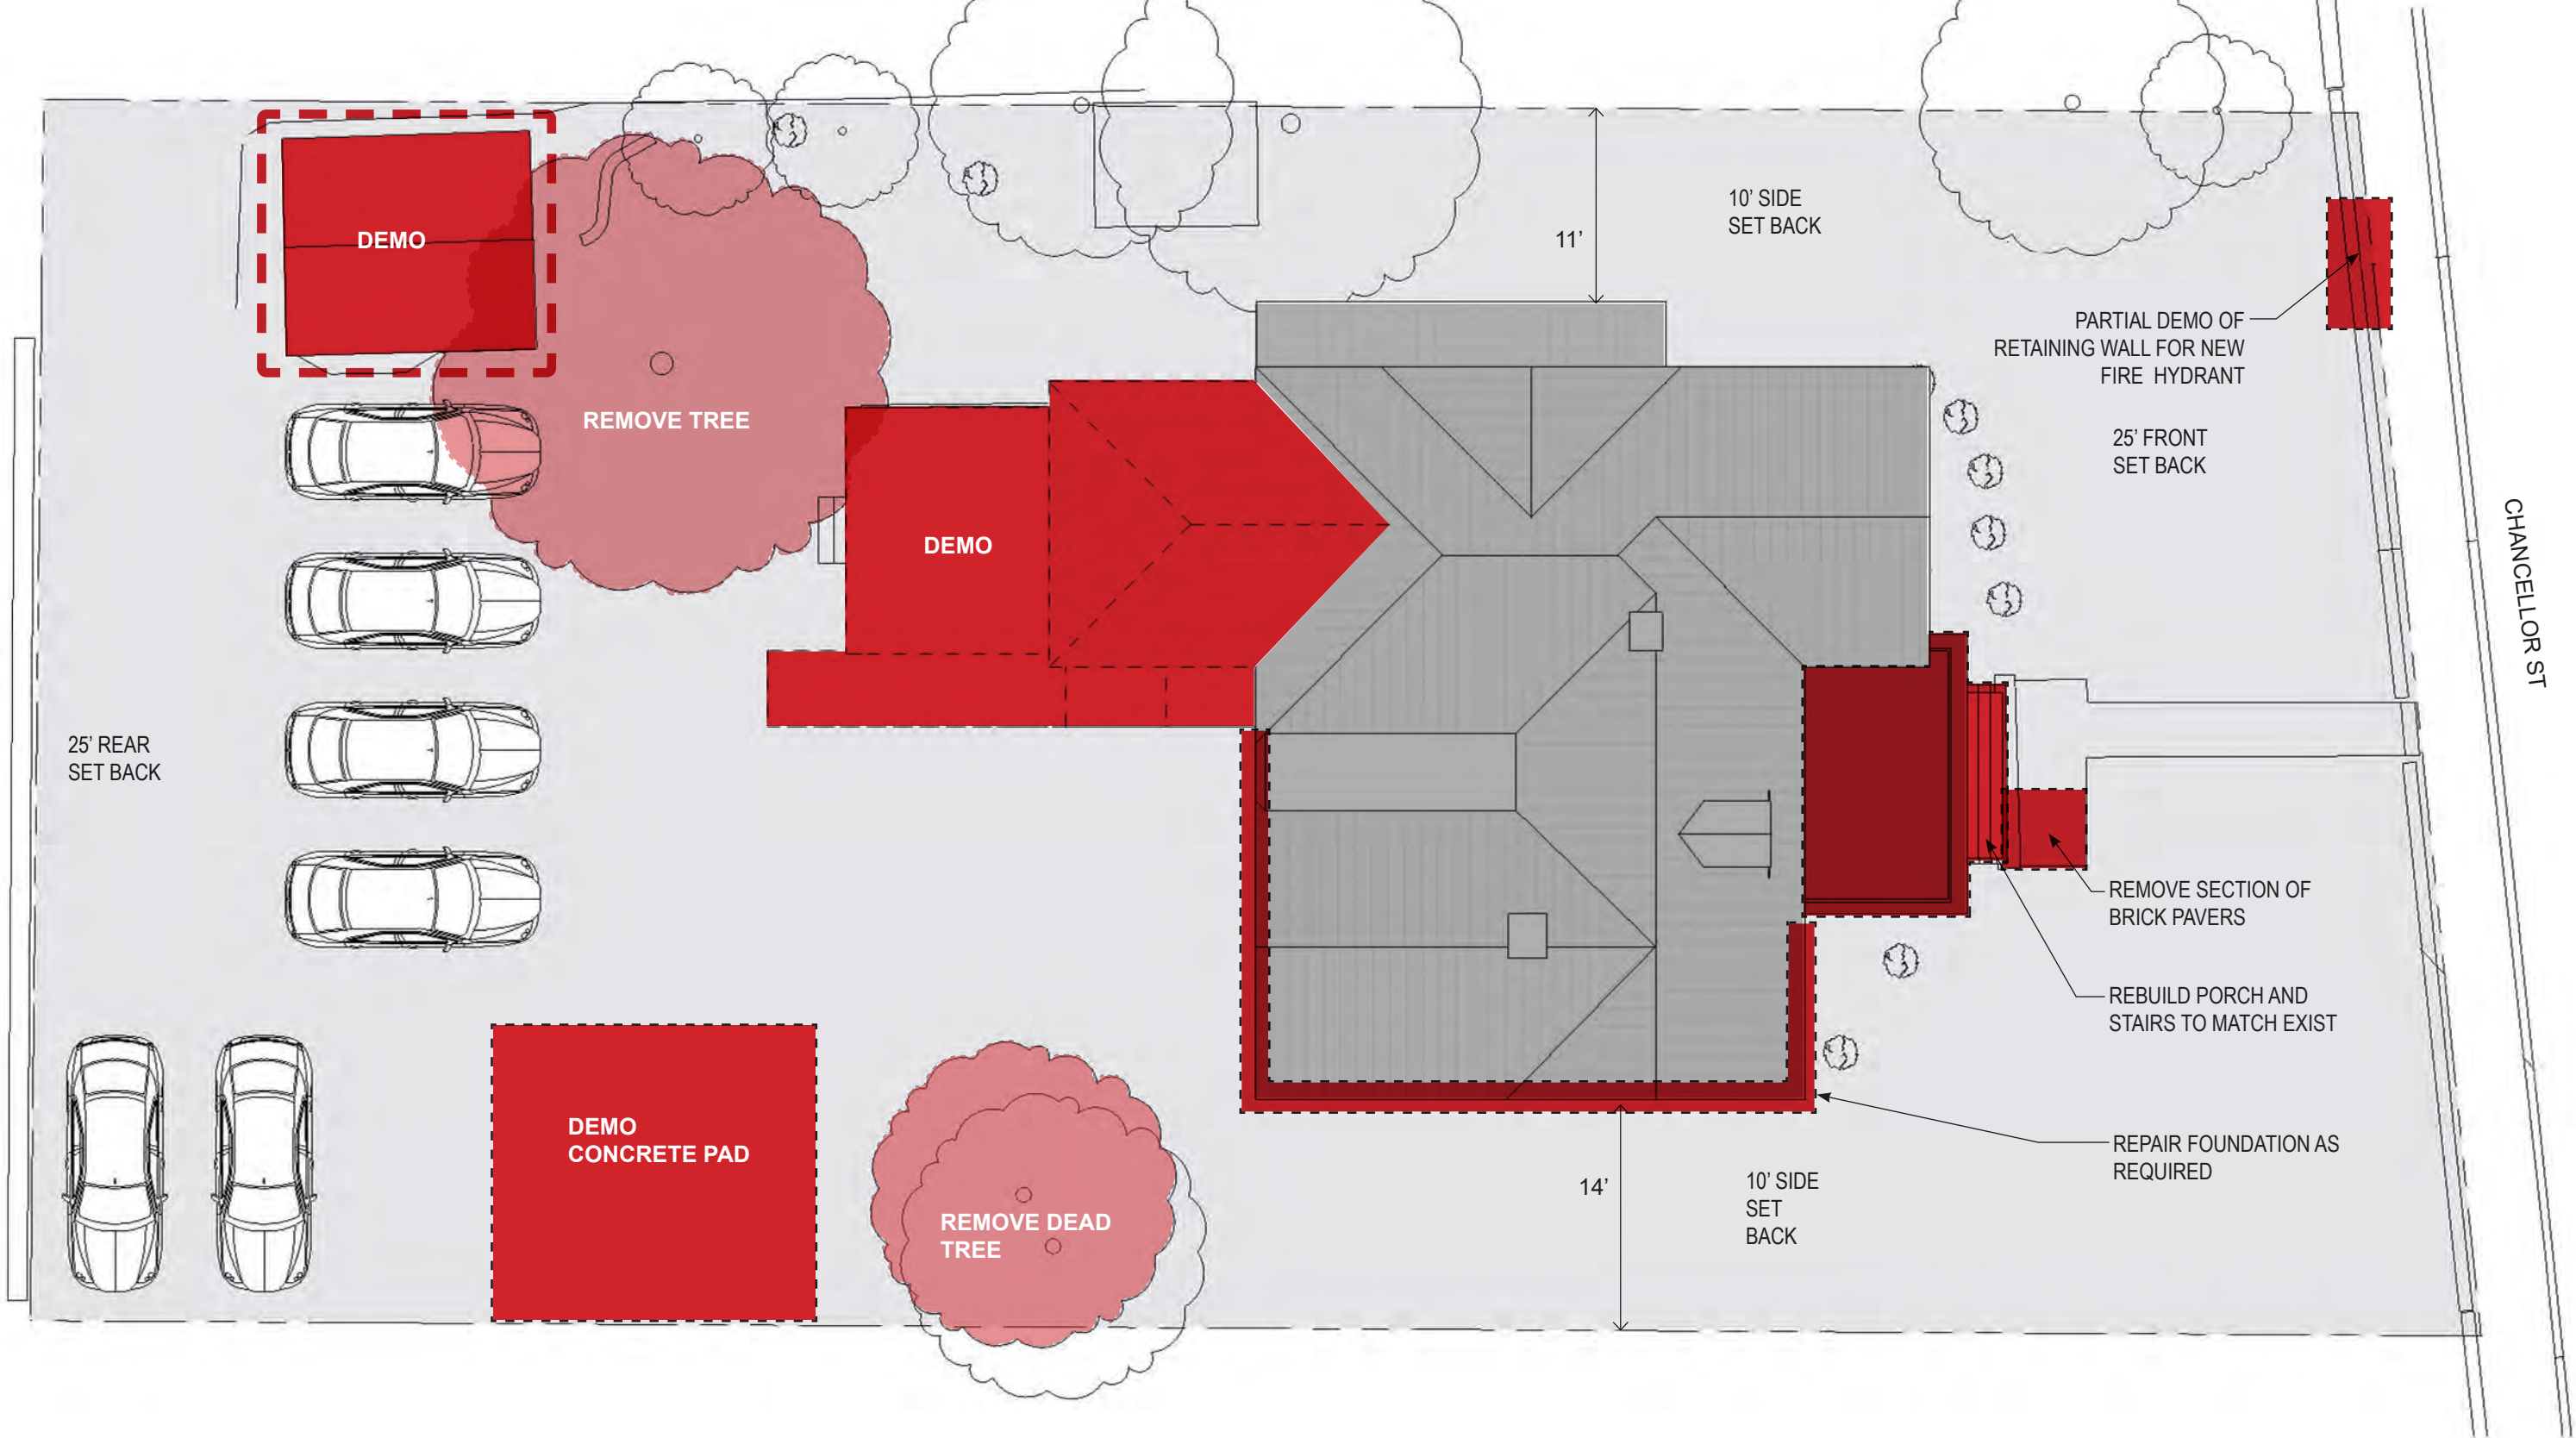 DEMO
REMOVE TREE
DEMO
11’
10’ SIDE
SET BACK
PARTIAL DEMO OF
RETAINING WALL FOR NEW
FIRE HYDRANT
25’ FRONT
SET BACK
CHANCELLOR ST
25’ REAR
SET BACK
REMOVE SECTION OF
BRICK PAVERS
REBUILD PORCH AND
STAIRS TO MATCH EXIST
DEMO
CONCRETE PAD
REMOVE DEAD
TREE
14’
10’ SIDE
SET
BACK
REPAIR FOUNDATION AS
REQUIRED